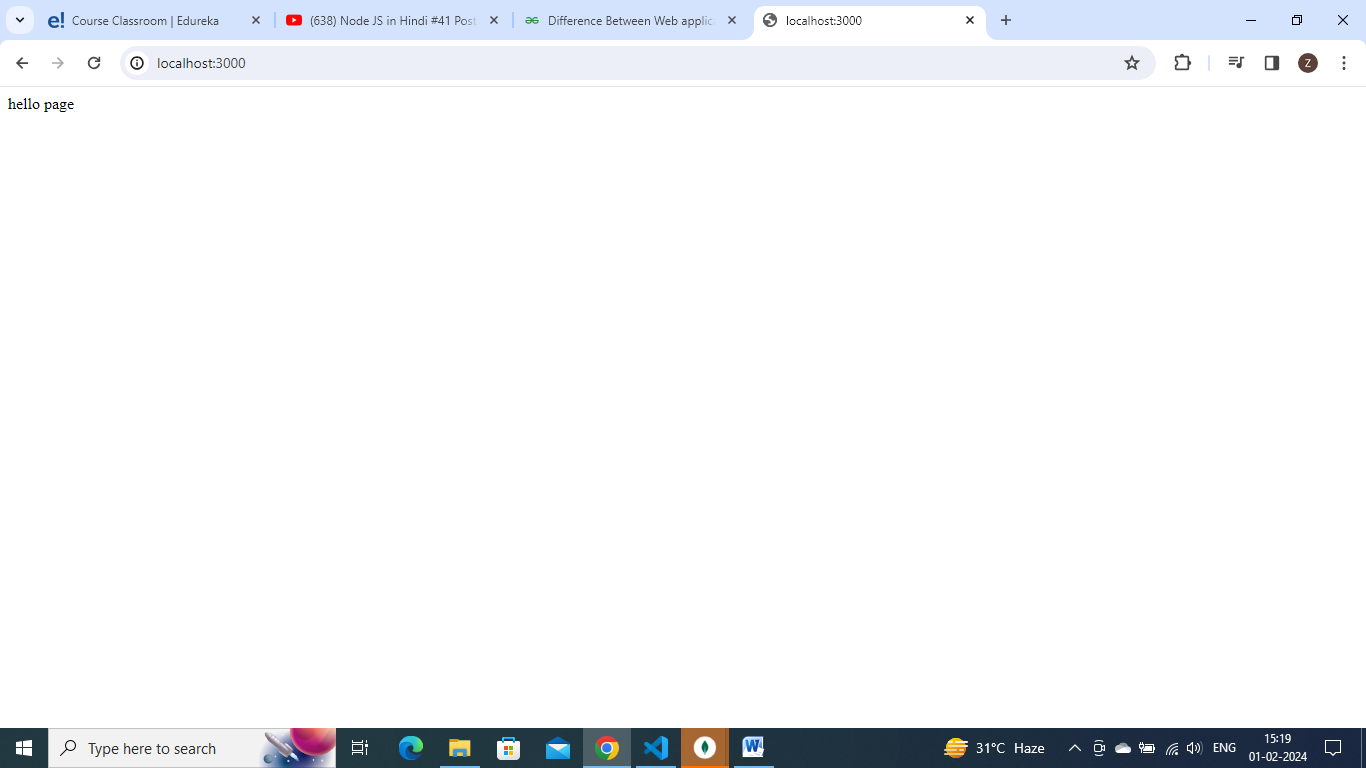 e! Course Classroom | Edureka
(638) Node JS in Hindi #41 Post
Difference Between Web applic
localhost:3000
localhost:3000
Z
hello page
Type here to search
W
31°C Haze
ENG
15:19
01-02-2024